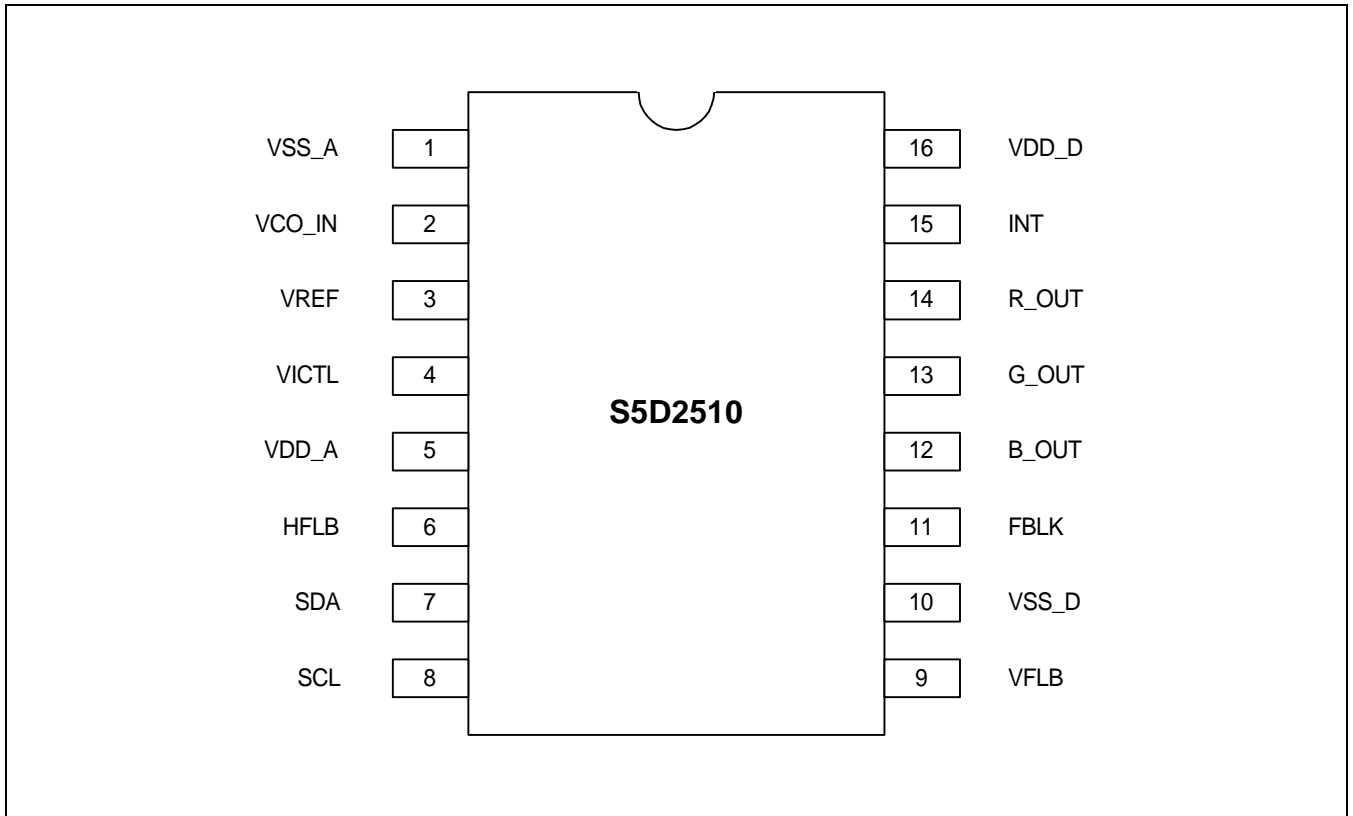 VSS_A 1 16 VDD_D
VCO_IN 2 15 INT
VREF 3 14 R_OUT
VICTL 4 13 G_OUT
S5D2510
VDD_A 5 12 B_OUT
HFLB 6 11 FBLK
SDA 7 10 VSS_D
SCL 8 9 VFLB